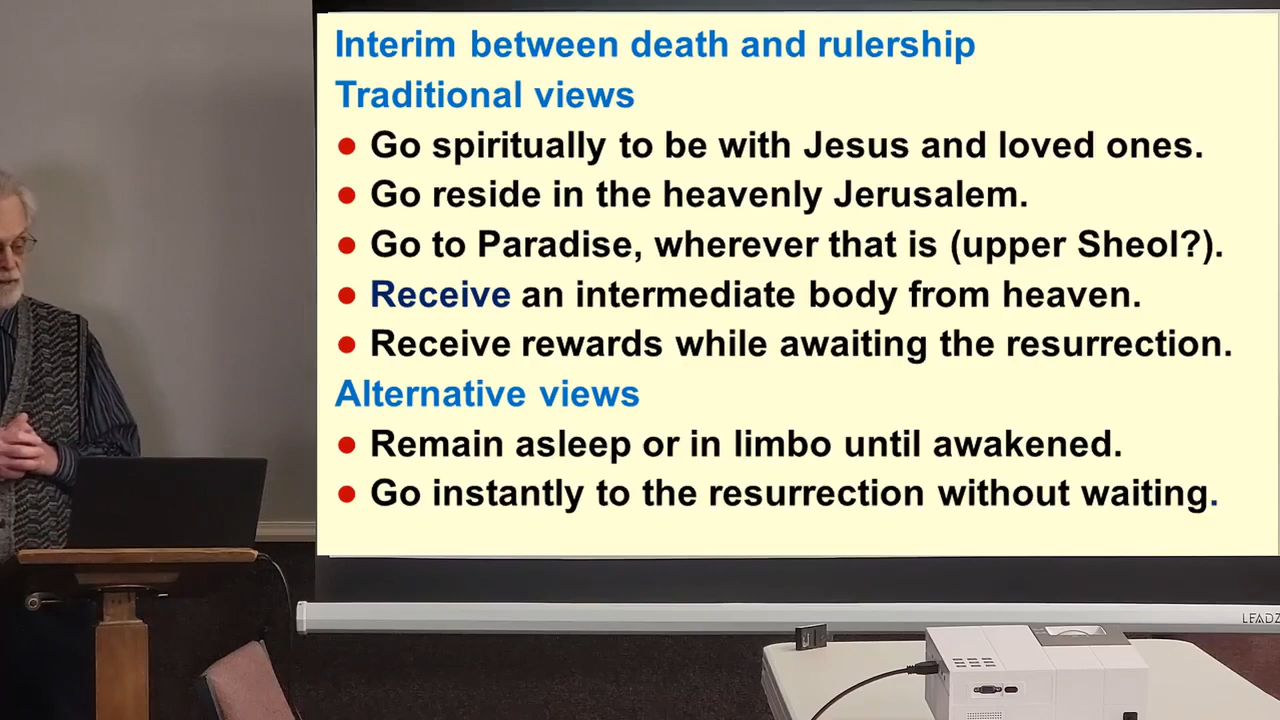 Interim between death and rulership
Traditional views
● Go spiritually to be with Jesus and loved ones.
● Go reside in the heavenly Jerusalem.
● Go to Paradise, wherever that is (upper Sheol?).
● Receive an intermediate body from heaven.
● Receive rewards while awaiting the resurrection.
Alternative views
● Remain asleep or in limbo until awakened.
● Go instantly to the resurrection without waiting.
LEADZ